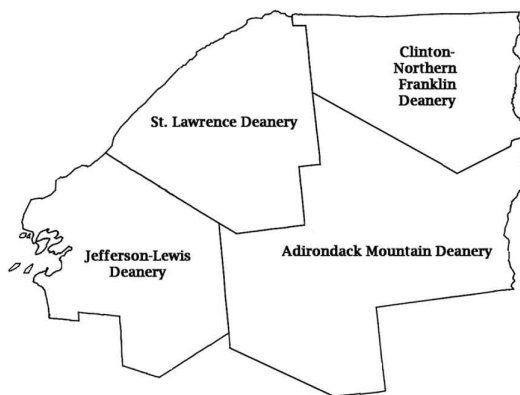 Clinton-
Northern
Franklin
Deanery
St. Lawrence Deanery
Jefferson-Lewis
Deanery
Adirondack Mountain Deanery